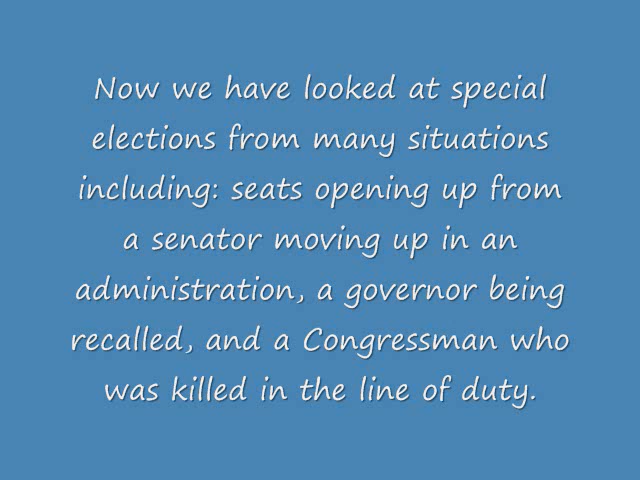 Now we have looked at special
elections from many situations
including: seats opening up from
a senator moving up in an
administration, a governor being
recalled, and a Congressman who
was killed in the line of duty.